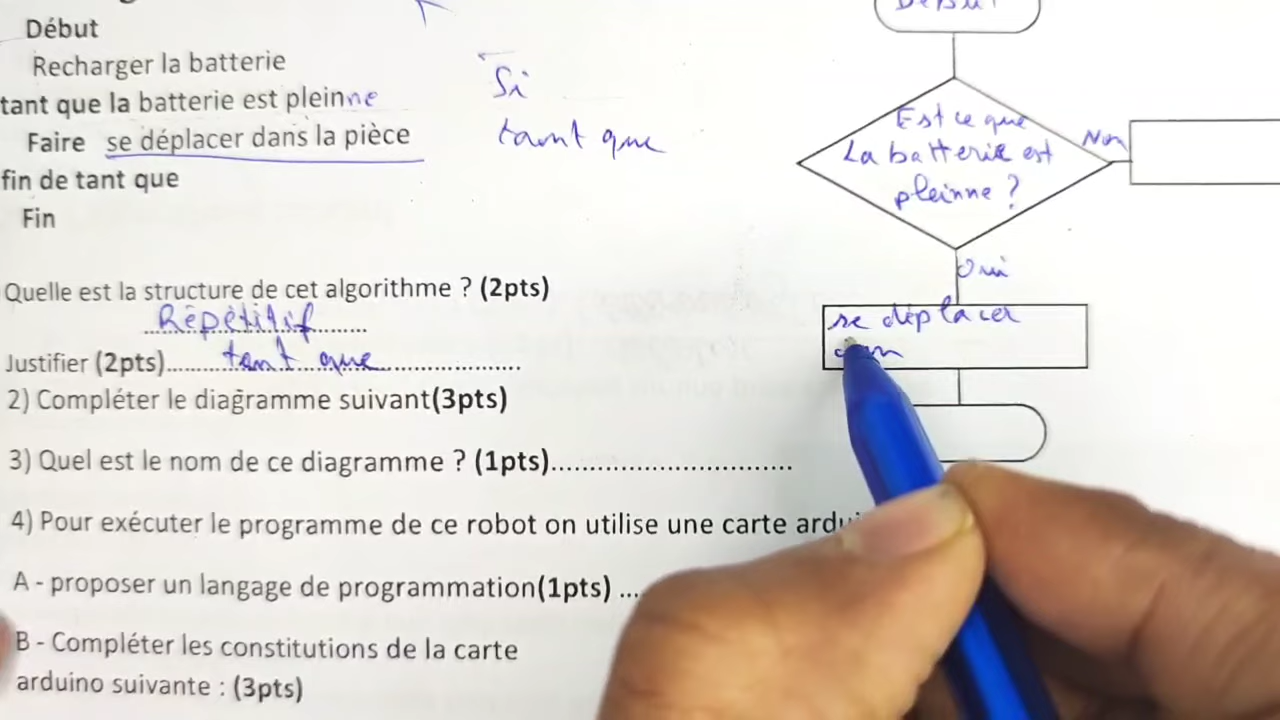 Début
Recharger la batterie
tant que la batterie est pleinne
Faire se déplacer dans la pièce
fin de tant que
Fin
Si
tant que
Début
Est ce que
La batterie est
pleinne ?
Non
Oui
se déplacer
dan
Quelle est la structure de cet algorithme ? (2pts)
Répétitif
Justifier (2pts)...... tant que ......
2) Compléter le diagramme suivant(3pts)
3) Quel est le nom de ce diagramme ? (1pts)..............................
4) Pour exécuter le programme de ce robot on utilise une carte ardui
A - proposer un langage de programmation(1pts) ...
B - Compléter les constitutions de la carte
arduino suivante : (3pts)